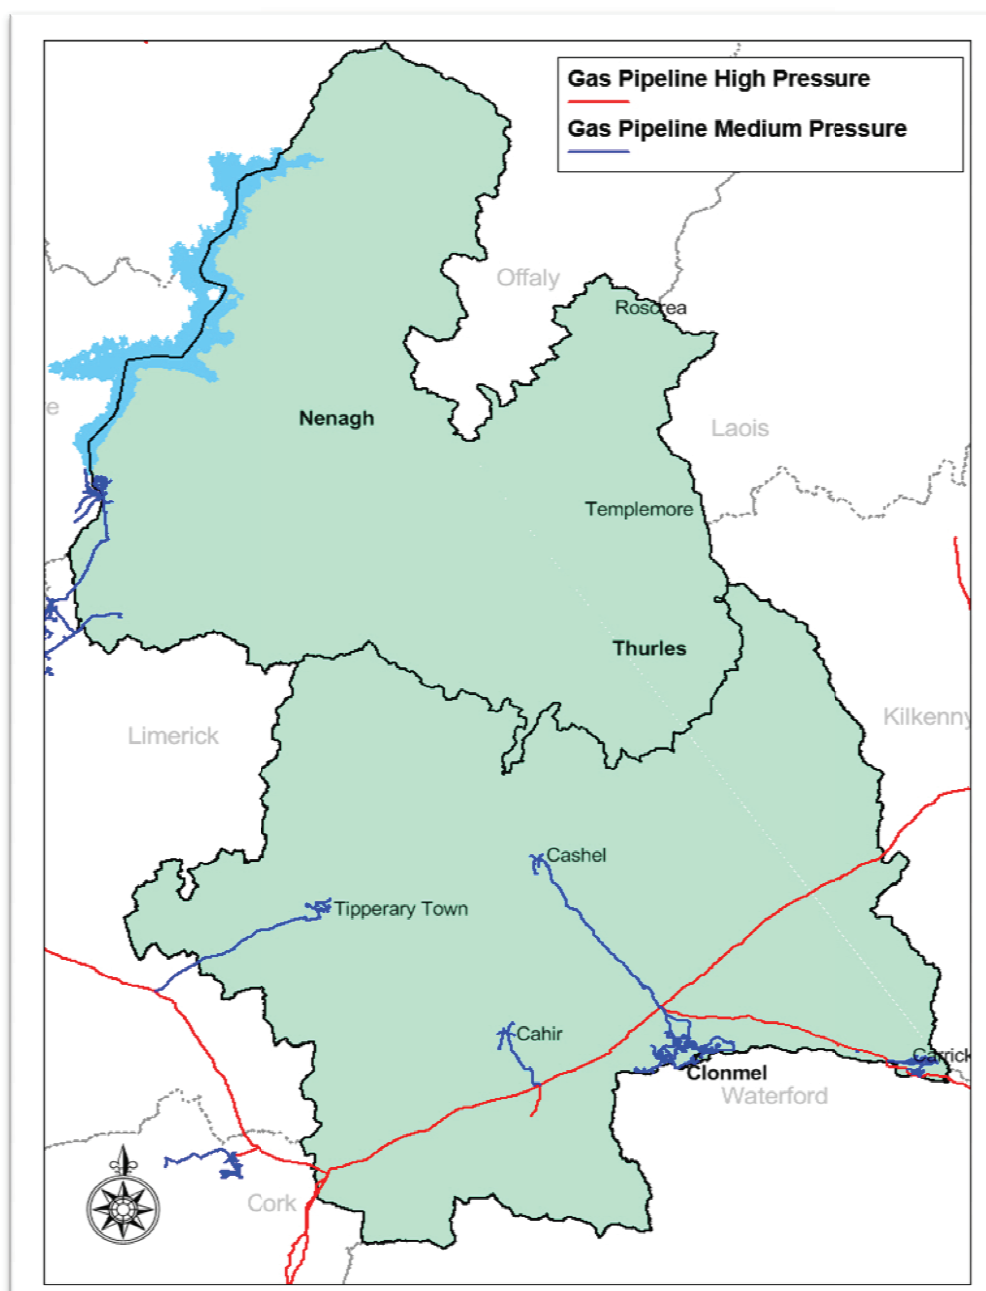 Gas Pipeline High Pressure
Gas Pipeline Medium Pressure
Offaly
Roscrea
e
Nenagh
Laois
Templemore
Thurles
Kilkenny
Limerick
Cashel
Tipperary Town
Cahir
Carrick
Clonmel
Waterford
Cork